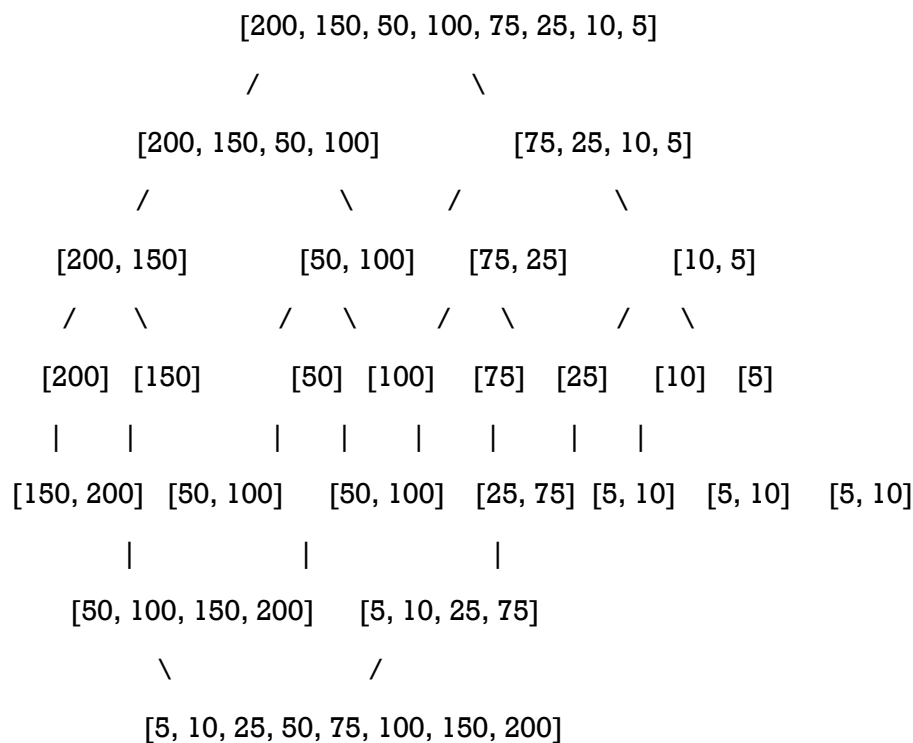 [200, 150, 50, 100, 75, 25, 10, 5]
/ \
[200, 150, 50, 100] [75, 25, 10, 5]
/ \ / \
[200, 150] [50, 100] [75, 25] [10, 5]
/ \ / \ / \ / \
[200] [150] [50] [100] [75] [25] [10] [5]
| | | | | | | |
[150, 200] [50, 100] [50, 100] [25, 75] [5, 10] [5, 10] [5, 10]
| | |
[50, 100, 150, 200] [5, 10, 25, 75]
\ /
[5, 10, 25, 50, 75, 100, 150, 200]